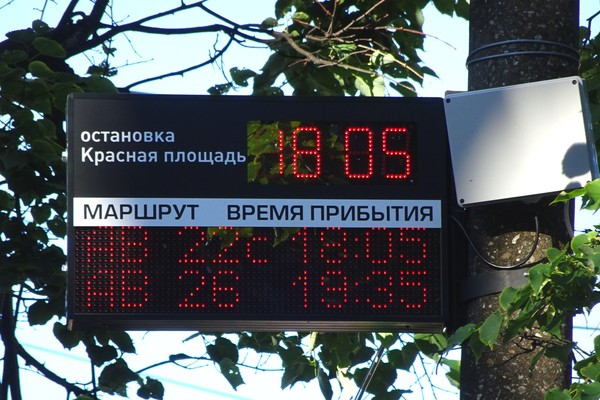 остановка
Красная площадь
18 05
МАРШРУТ ВРЕМЯ ПРИБЫТИЯ
АВ 22с 18:05
АВ 26 19:35